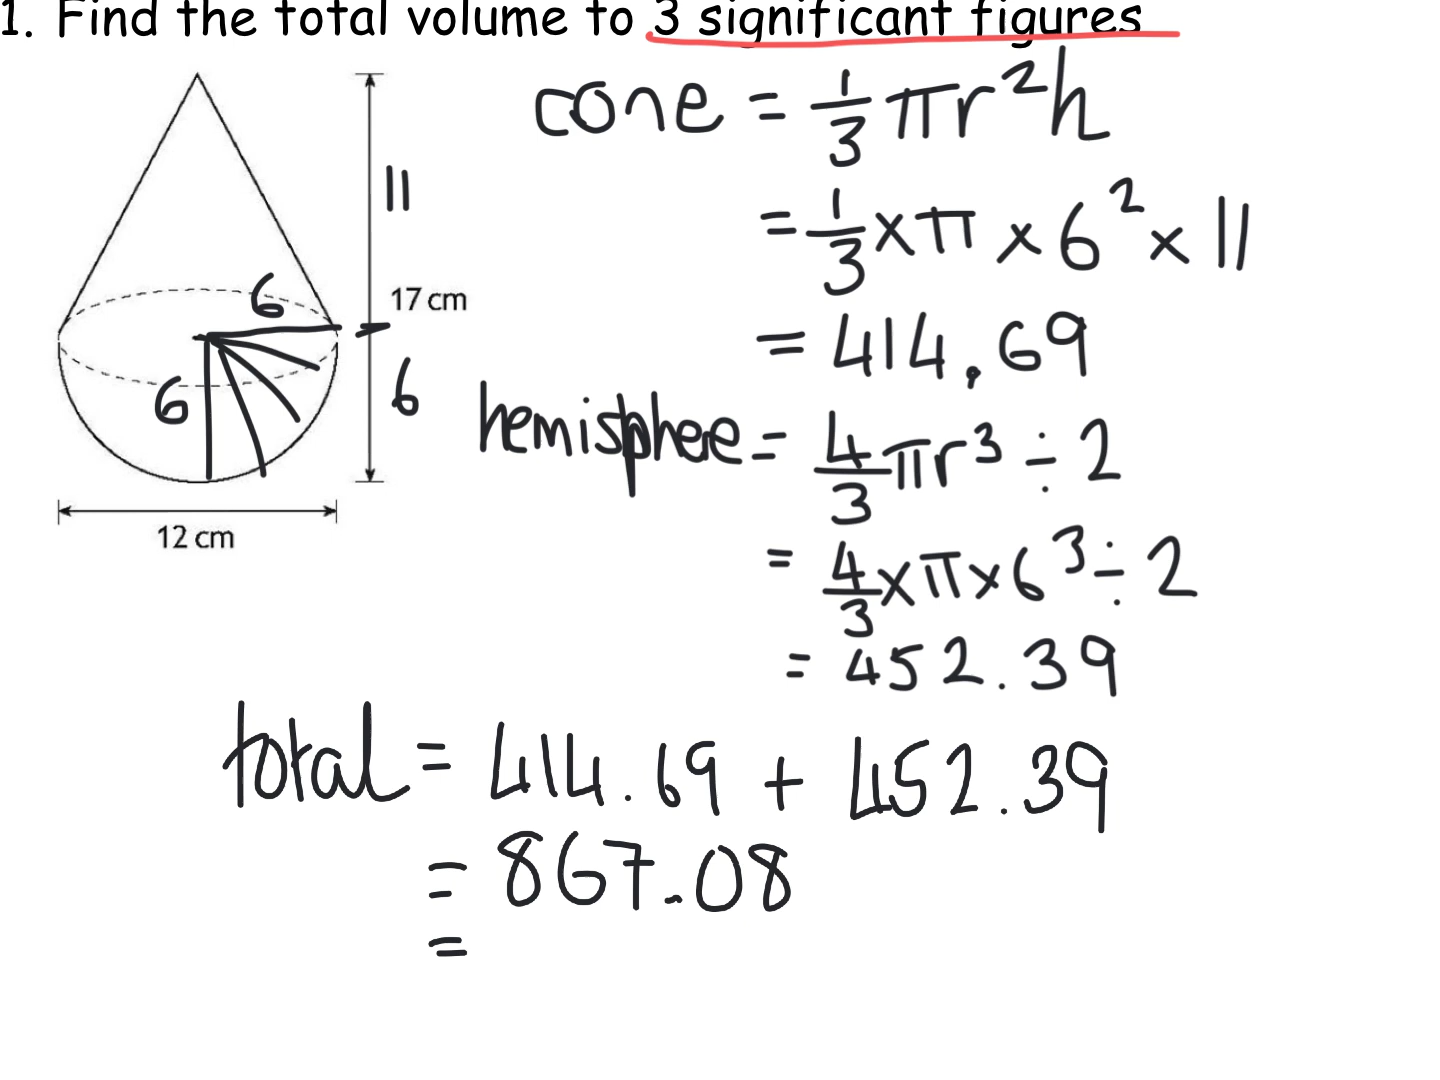 1. Find the total volume to 3 significant figures
cone = 1/3 πr²h
11
= 1/3 × π × 6² × 11
6
17 cm
= 414.69
6
6
hemisphere = 4/3 πr³ ÷ 2
12 cm
= 4/3 × π × 6³ ÷ 2
= 452.39
total = 414.69 + 452.39
= 867.08
=